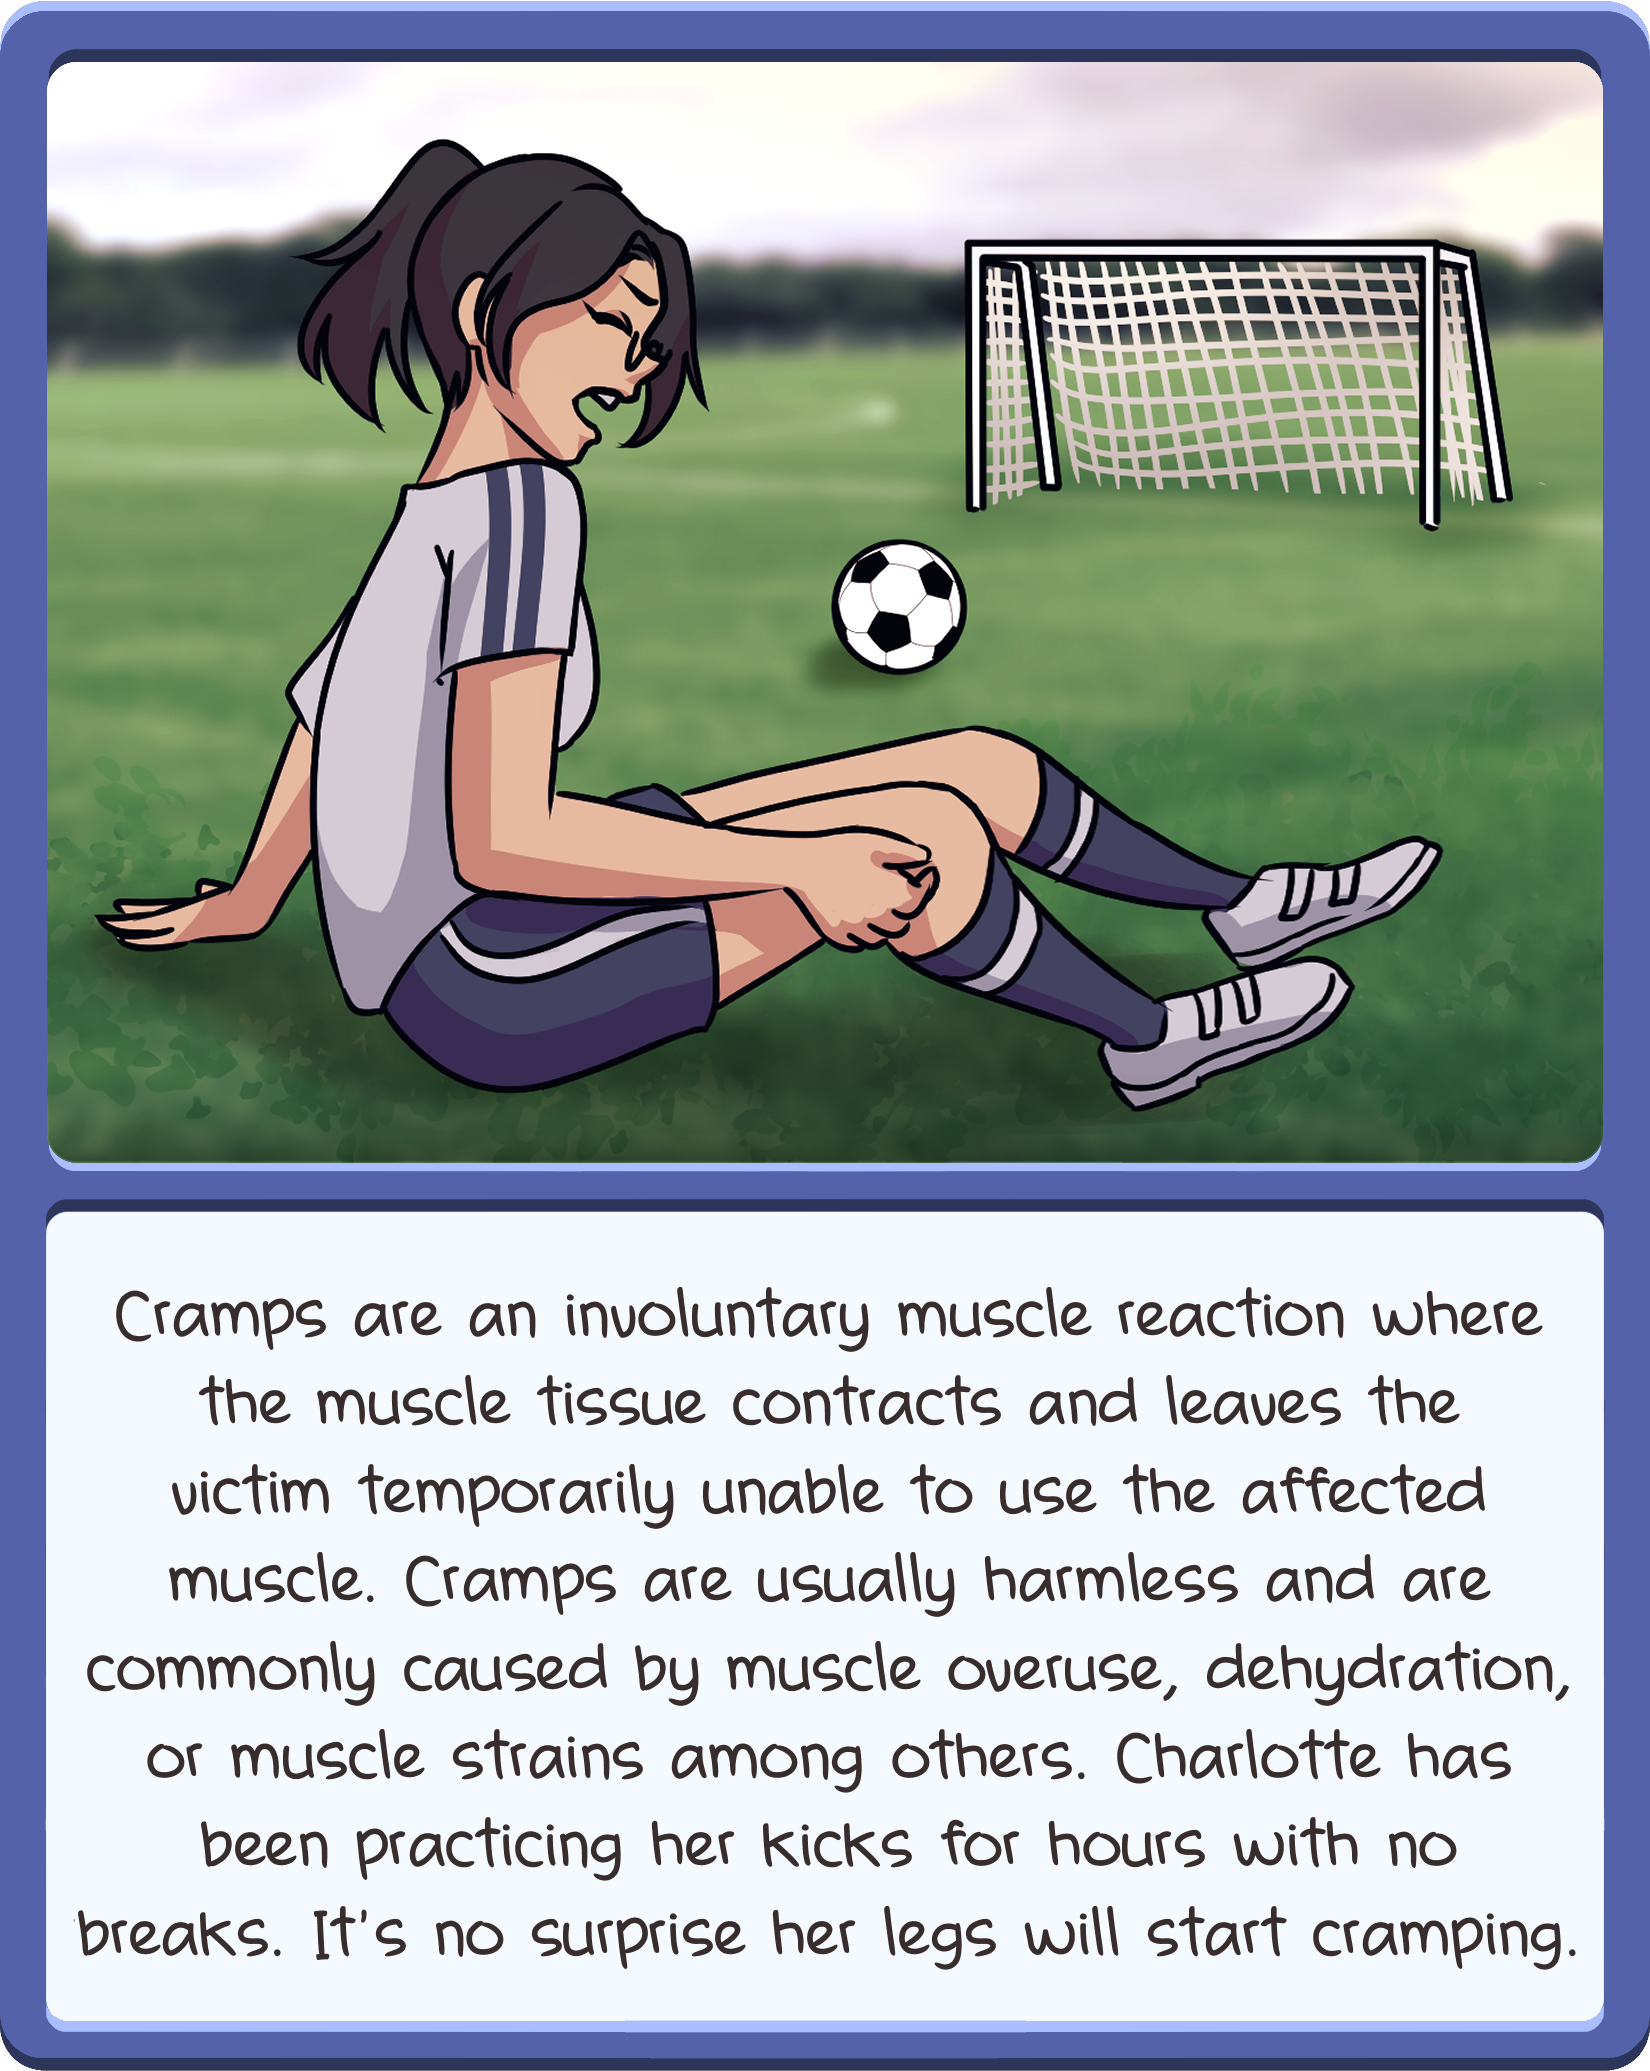 Cramps are an involuntary muscle reaction where
the muscle tissue contracts and leaves the
victim temporarily unable to use the affected
muscle. Cramps are usually harmless and are
commonly caused by muscle overuse, dehydration,
or muscle strains among others. Charlotte has
been practicing her kicks for hours with no
breaks. It's no surprise her legs will start cramping.